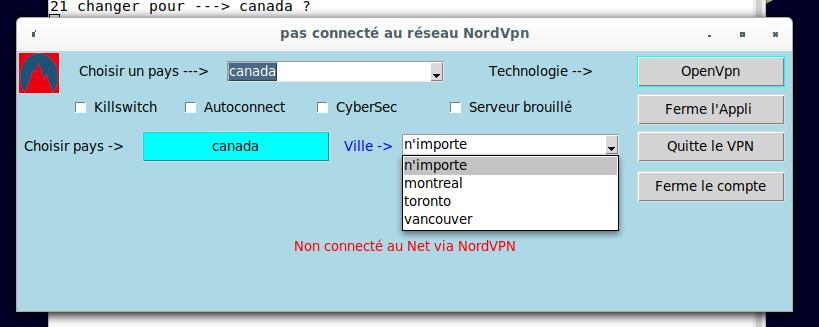 21 changer pour ---> canada ?
pas connecté au réseau NordVpn
Choisir un pays ---> canada Technologie --> OpenVpn
Killswitch Autoconnect CyberSec Serveur brouillé Ferme l'Appli
Choisir pays -> canada Ville -> n'importe Quitte le VPN
n'importe
montreal
toronto
vancouver
Ferme le compte
Non connecté au Net via NordVPN